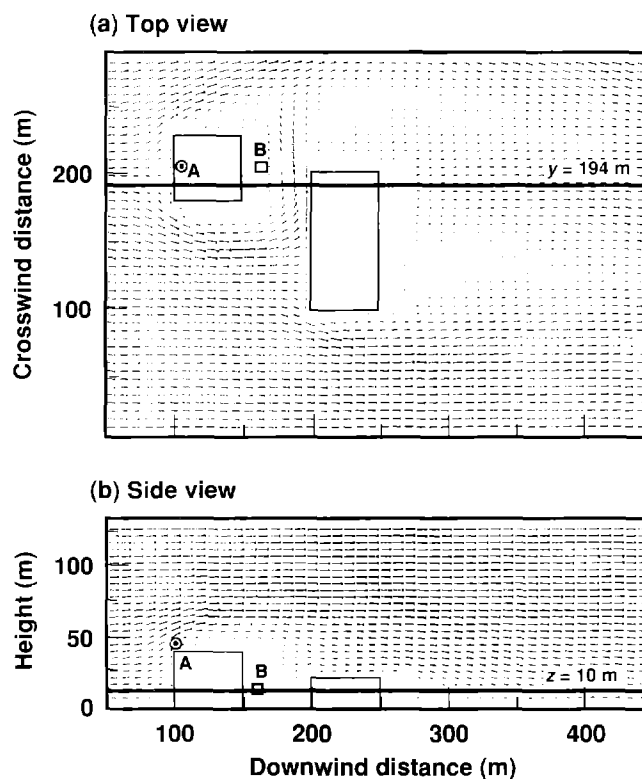 (a) Top view
Crosswind distance (m)
200
100
A
B
y = 194 m
(b) Side view
Height (m)
100
50
0
A
B
z = 10 m
100
200
300
400
Downwind distance (m)